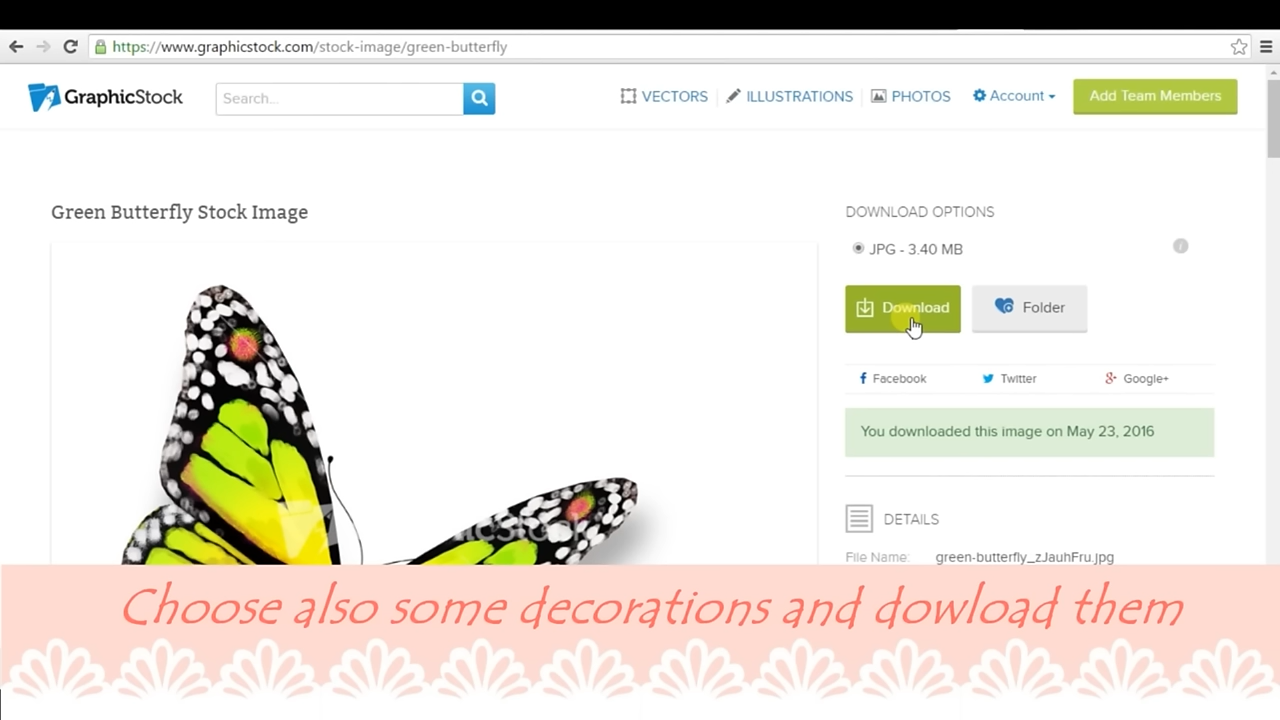 https://www.graphicstock.com/stock-image/green-butterfly
GraphicStock
Search...
VECTORS
ILLUSTRATIONS
PHOTOS
Account
Add Team Members
Green Butterfly Stock Image
DOWNLOAD OPTIONS
JPG - 3.40 MB
Download
Folder
Facebook
Twitter
Google+
You downloaded this image on May 23, 2016
DETAILS
File Name: green-butterfly_zJauhFru.jpg
Choose also some decorations and dowload them